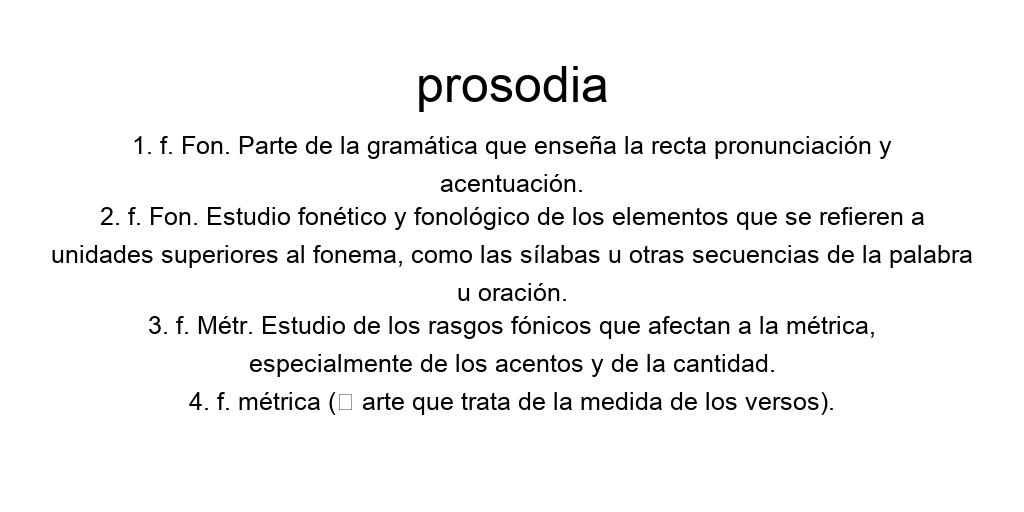 prosodia
1. f. Fon. Parte de la gramática que enseña la recta pronunciación y
acentuación.
2. f. Fon. Estudio fonético y fonológico de los elementos que se refieren a
unidades superiores al fonema, como las sílabas u otras secuencias de la palabra
u oración.
3. f. Métr. Estudio de los rasgos fónicos que afectan a la métrica,
especialmente de los acentos y de la cantidad.
4. f. métrica (□ arte que trata de la medida de los versos).